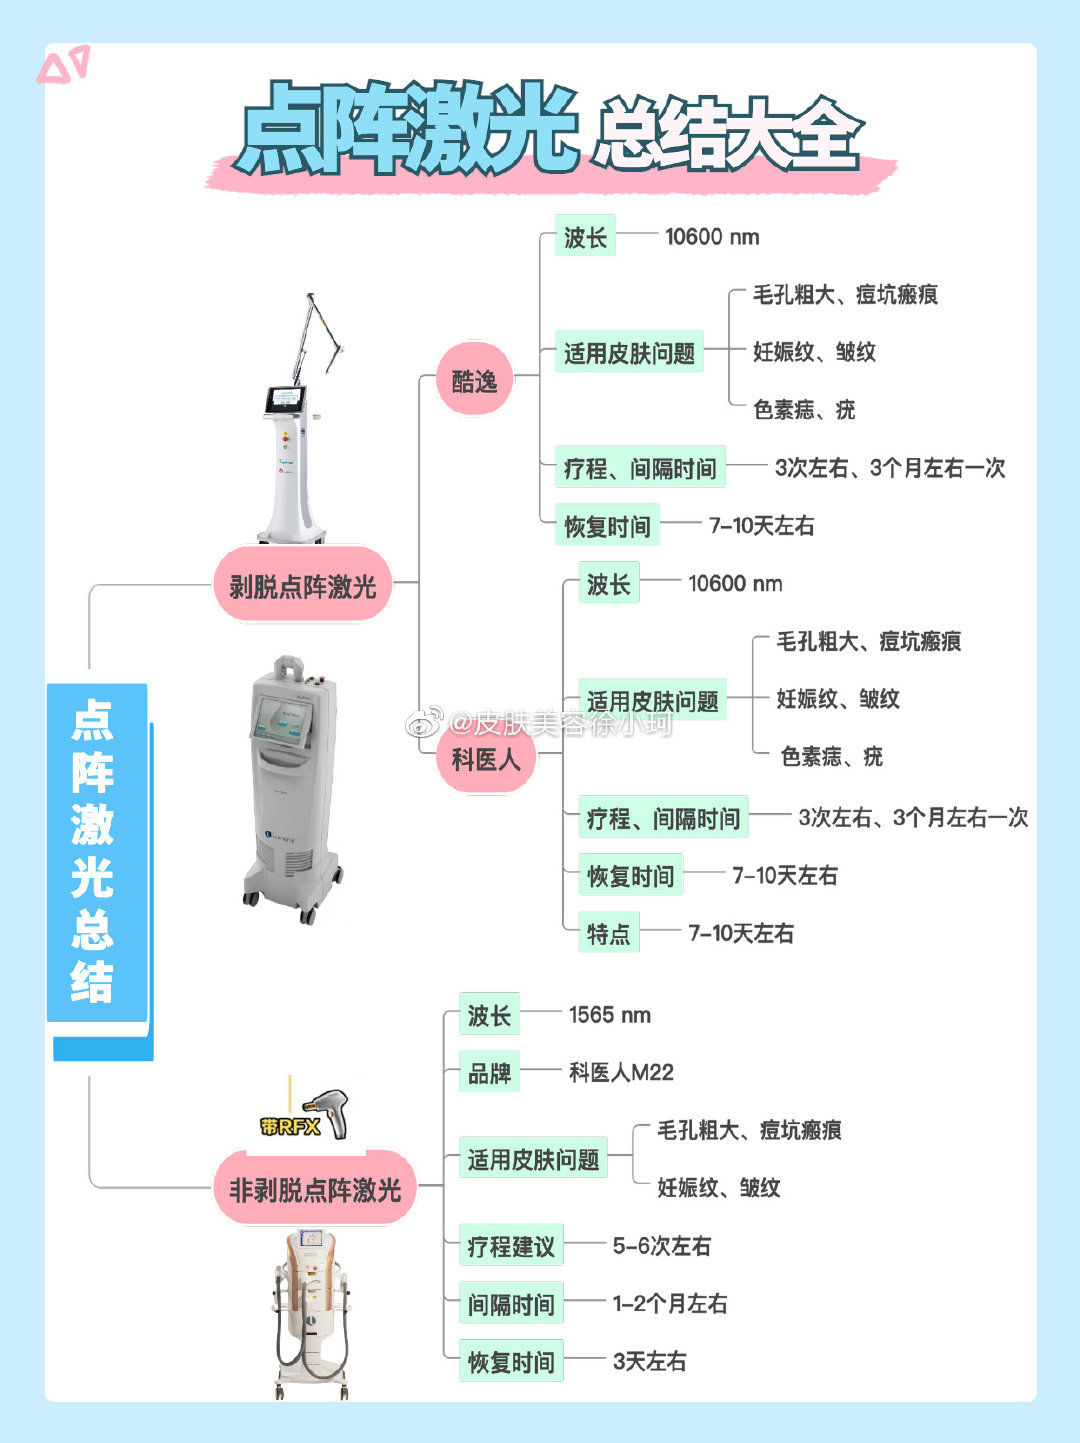 点阵激光 总结大全
点阵激光总结
剥脱点阵激光
酷逸
波长
10600 nm
适用皮肤问题
毛孔粗大、痘坑瘢痕
妊娠纹、皱纹
色素痣、疣
疗程、间隔时间
3次左右、3个月左右一次
恢复时间
7-10天左右
科医人
波长
10600 nm
适用皮肤问题
毛孔粗大、痘坑瘢痕
妊娠纹、皱纹
色素痣、疣
疗程、间隔时间
3次左右、3个月左右一次
恢复时间
7-10天左右
特点
7-10天左右
@皮肤美容徐小珂
带RFX
非剥脱点阵激光
波长
1565 nm
品牌
科医人M22
适用皮肤问题
毛孔粗大、痘坑瘢痕
妊娠纹、皱纹
疗程建议
5-6次左右
间隔时间
1-2个月左右
恢复时间
3天左右